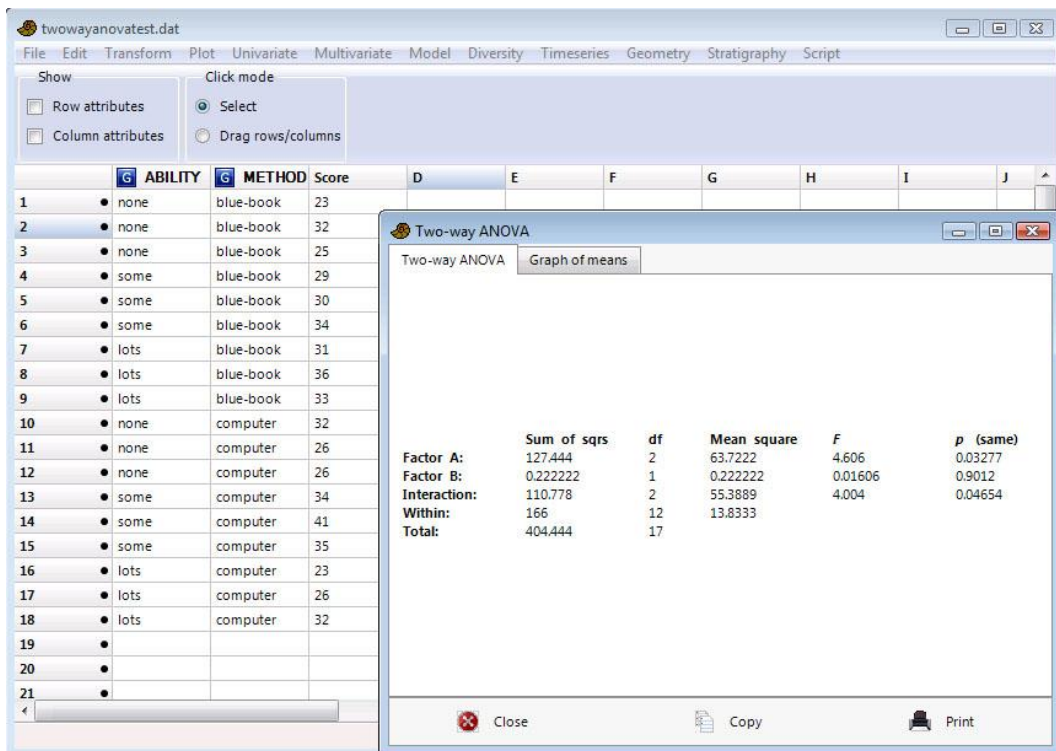 twowayanovatest.dat
File Edit Transform Plot Univariate Multivariate Model Diversity Timeseries Geometry Stratigraphy Script
Show Click mode
Row attributes Select
Column attributes Drag rows/columns
G ABILITY G METHOD Score D E F G H I J
1 none blue-book 23
2 none blue-book 32
3 none blue-book 25
4 some blue-book 29
5 some blue-book 30
6 some blue-book 34
7 lots blue-book 31
8 lots blue-book 36
9 lots blue-book 33
10 none computer 32
11 none computer 26
12 none computer 26
13 some computer 34
14 some computer 41
15 some computer 35
16 lots computer 23
17 lots computer 26
18 lots computer 32
19
20
21
Two-way ANOVA
Two-way ANOVA Graph of means
Sum of sqrs df Mean square F p (same)
Factor A: 127.444 2 63.7222 4.606 0.03277
Factor B: 0.222222 1 0.222222 0.01606 0.9012
Interaction: 110.778 2 55.3889 4.004 0.04654
Within: 166 12 13.8333
Total: 404.444 17
Close Copy Print